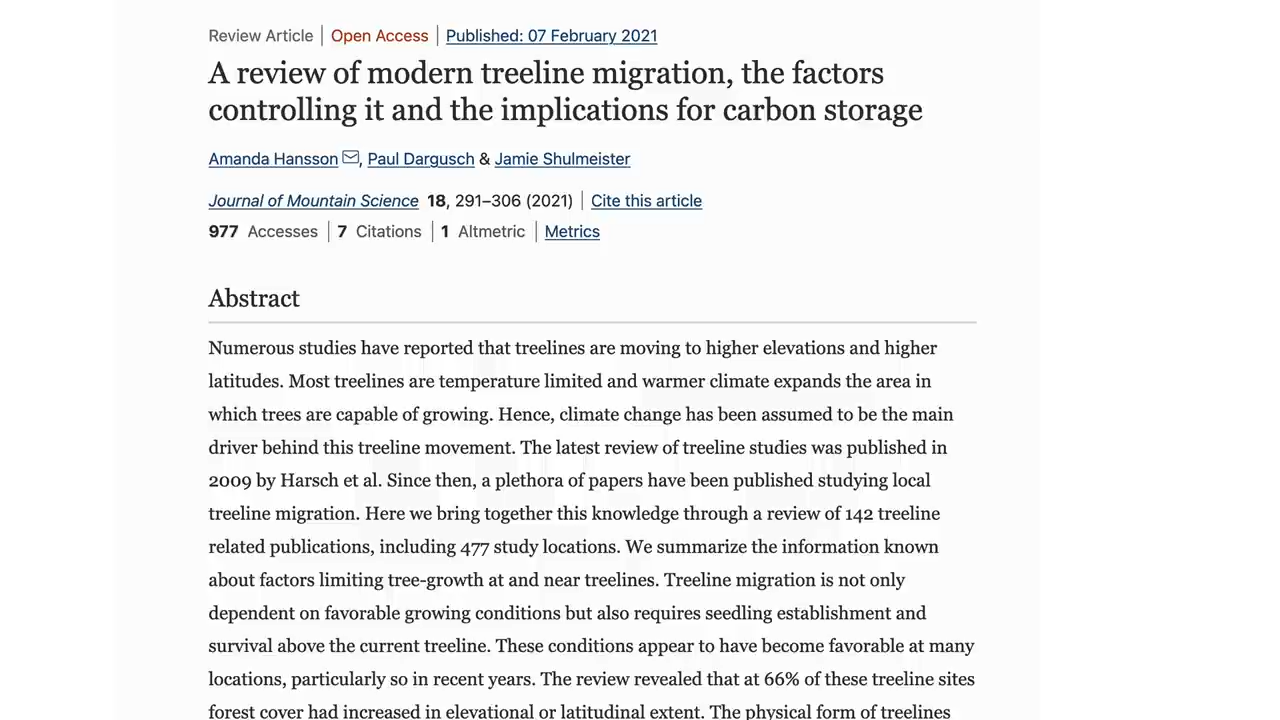 Review Article | Open Access | Published: 07 February 2021
A review of modern treeline migration, the factors
controlling it and the implications for carbon storage
Amanda Hansson, Paul Dargusch & Jamie Shulmeister
Journal of Mountain Science 18, 291–306 (2021) | Cite this article
977 Accesses | 7 Citations | 1 Altmetric | Metrics
Abstract
Numerous studies have reported that treelines are moving to higher elevations and higher
latitudes. Most treelines are temperature limited and warmer climate expands the area in
which trees are capable of growing. Hence, climate change has been assumed to be the main
driver behind this treeline movement. The latest review of treeline studies was published in
2009 by Harsch et al. Since then, a plethora of papers have been published studying local
treeline migration. Here we bring together this knowledge through a review of 142 treeline
related publications, including 477 study locations. We summarize the information known
about factors limiting tree-growth at and near treelines. Treeline migration is not only
dependent on favorable growing conditions but also requires seedling establishment and
survival above the current treeline. These conditions appear to have become favorable at many
locations, particularly so in recent years. The review revealed that at 66% of these treeline sites
forest cover had increased in elevational or latitudinal extent. The physical form of treelines